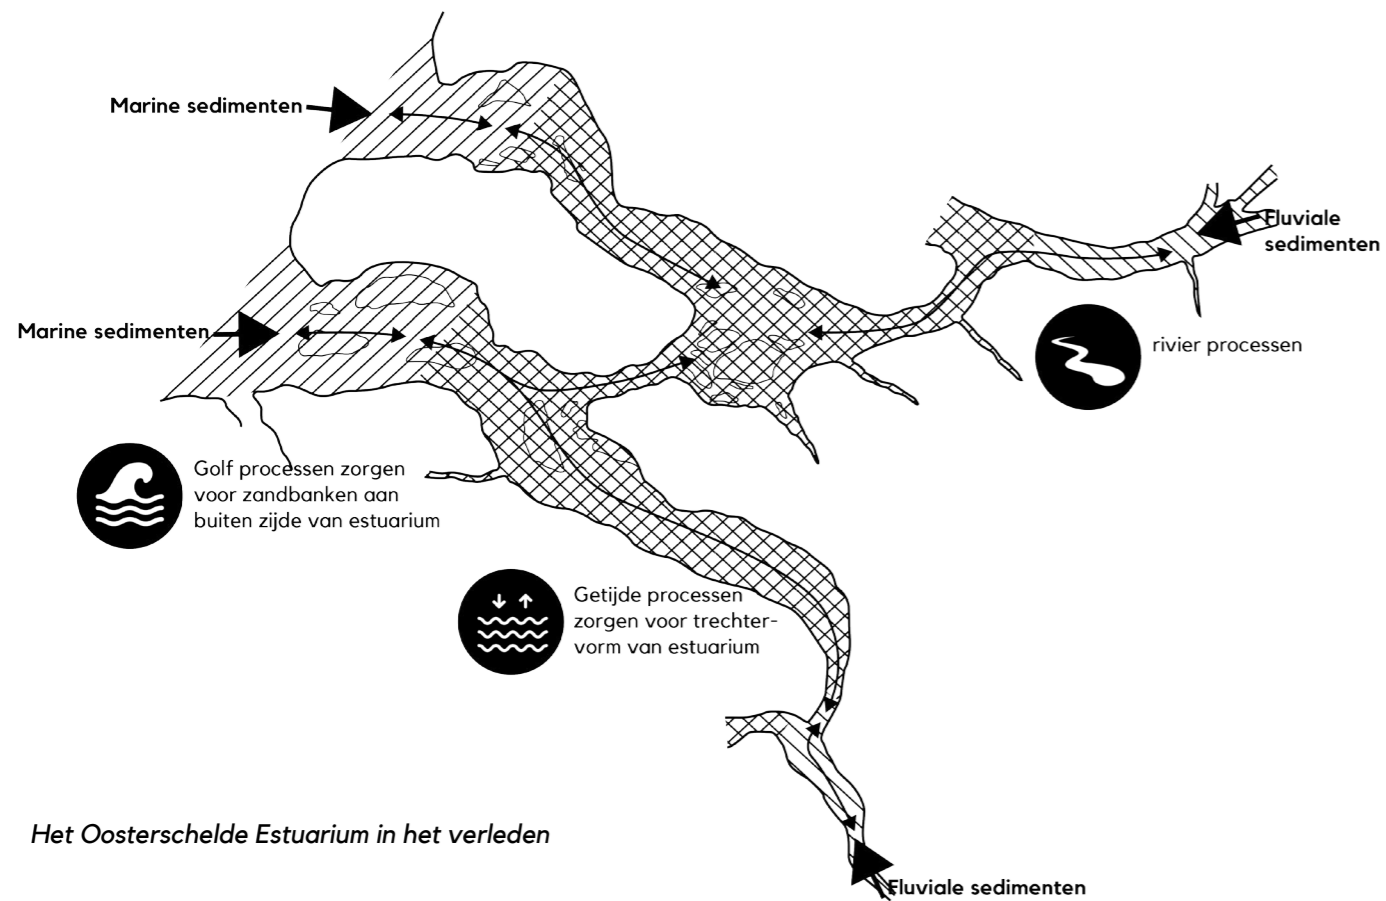 Marine sedimenten
Fluviale
sedimenten
Marine sedimenten
rivier processen
Golf processen zorgen
voor zandbanken aan
buiten zijde van estuarium
Getijde processen
zorgen voor trechter-
vorm van estuarium
Het Oosterschelde Estuarium in het verleden
Fluviale sedimenten